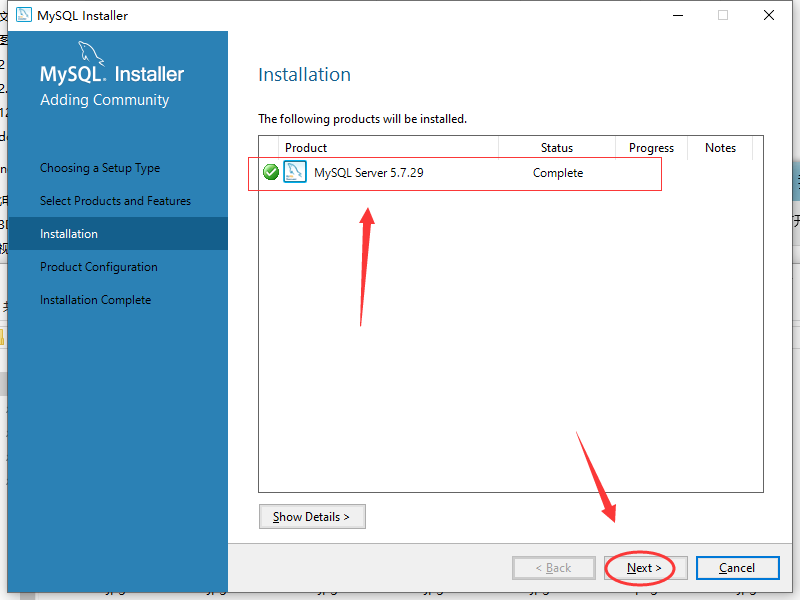 MySQL Installer
MySQL. Installer
Adding Community
Choosing a Setup Type
Select Products and Features
Installation
Product Configuration
Installation Complete
Installation
The following products will be installed.
Product Status Progress Notes
MySQL Server 5.7.29 Complete
Show Details >
< Back Next > Cancel